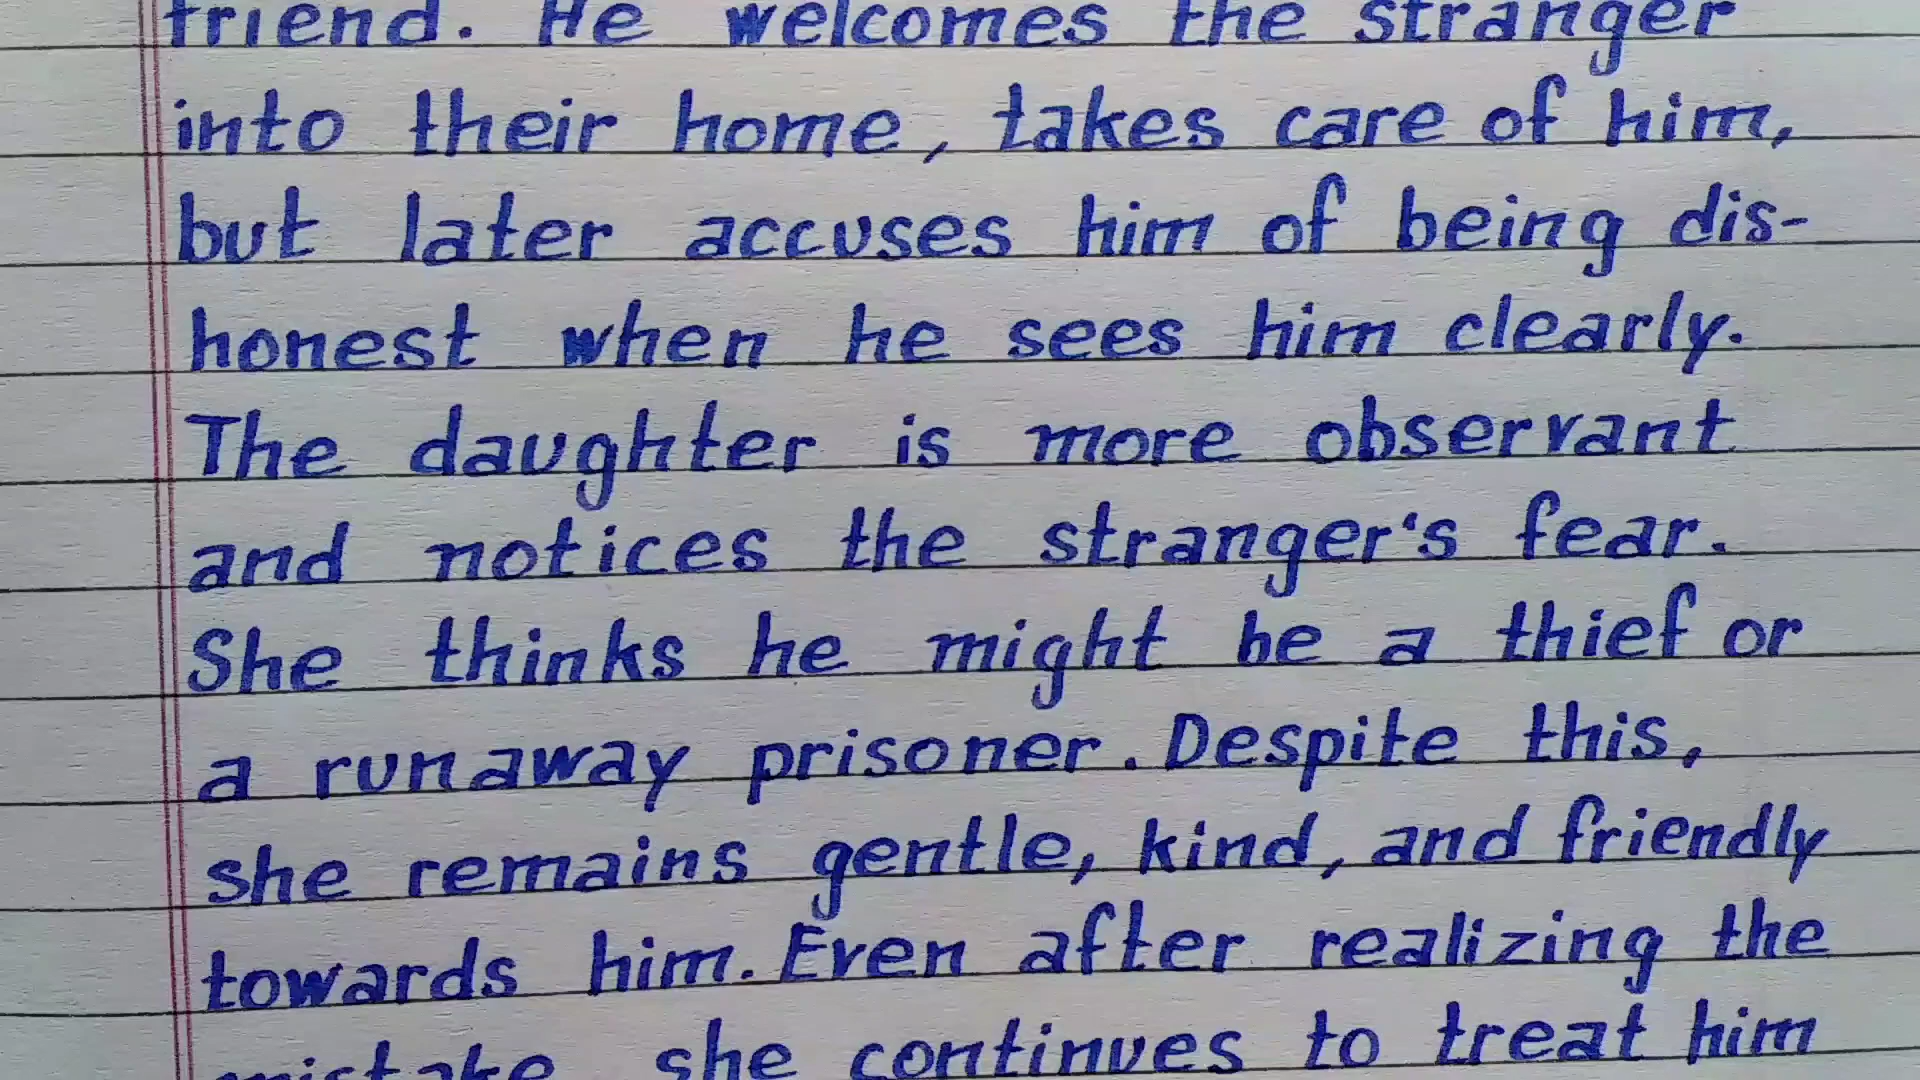 friend. He welcomes the stranger
into their home, takes care of him,
but later accuses him of being dis-
honest when he sees him clearly.
The daughter is more observant
and notices the stranger's fear.
She thinks he might be a thief or
a runaway prisoner. Despite this,
she remains gentle, kind, and friendly
towards him. Even after realizing the
mistake she continues to treat him